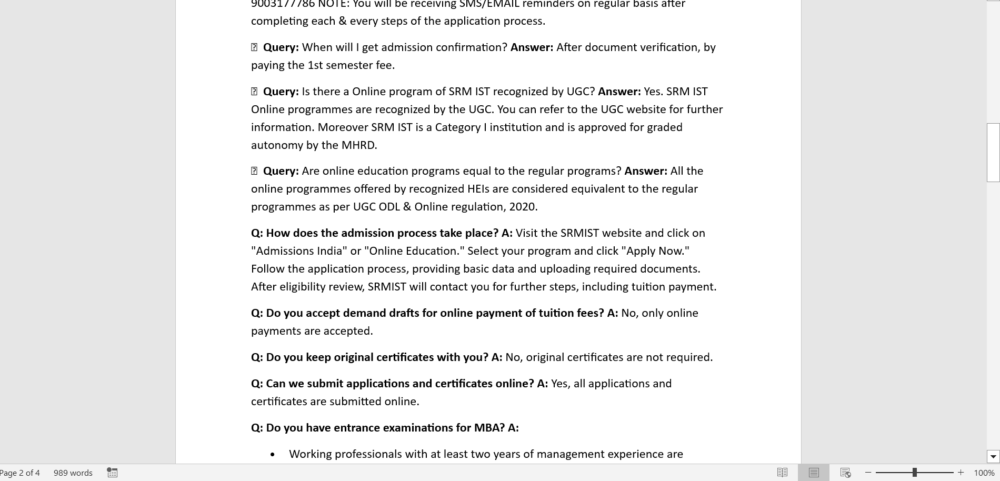 9003177786 NOTE: You will be receiving SMS/EMAIL reminders on regular basis after
completing each & every steps of the application process.
Query: When will I get admission confirmation? Answer: After document verification, by
paying the 1st semester fee.
Query: Is there a Online program of SRM IST recognized by UGC? Answer: Yes. SRM IST
Online programmes are recognized by the UGC. You can refer to the UGC website for further
information. Moreover SRM IST is a Category I institution and is approved for graded
autonomy by the MHRD.
Query: Are online education programs equal to the regular programs? Answer: All the
online programmes offered by recognized HEIs are considered equivalent to the regular
programmes as per UGC ODL & Online regulation, 2020.
Q: How does the admission process take place? A: Visit the SRMIST website and click on
"Admissions India" or "Online Education." Select your program and click "Apply Now."
Follow the application process, providing basic data and uploading required documents.
After eligibility review, SRMIST will contact you for further steps, including tuition payment.
Q: Do you accept demand drafts for online payment of tuition fees? A: No, only online
payments are accepted.
Q: Do you keep original certificates with you? A: No, original certificates are not required.
Q: Can we submit applications and certificates online? A: Yes, all applications and
certificates are submitted online.
Q: Do you have entrance examinations for MBA? A:
• Working professionals with at least two years of management experience are
Page 2 of 4 989 words 100%